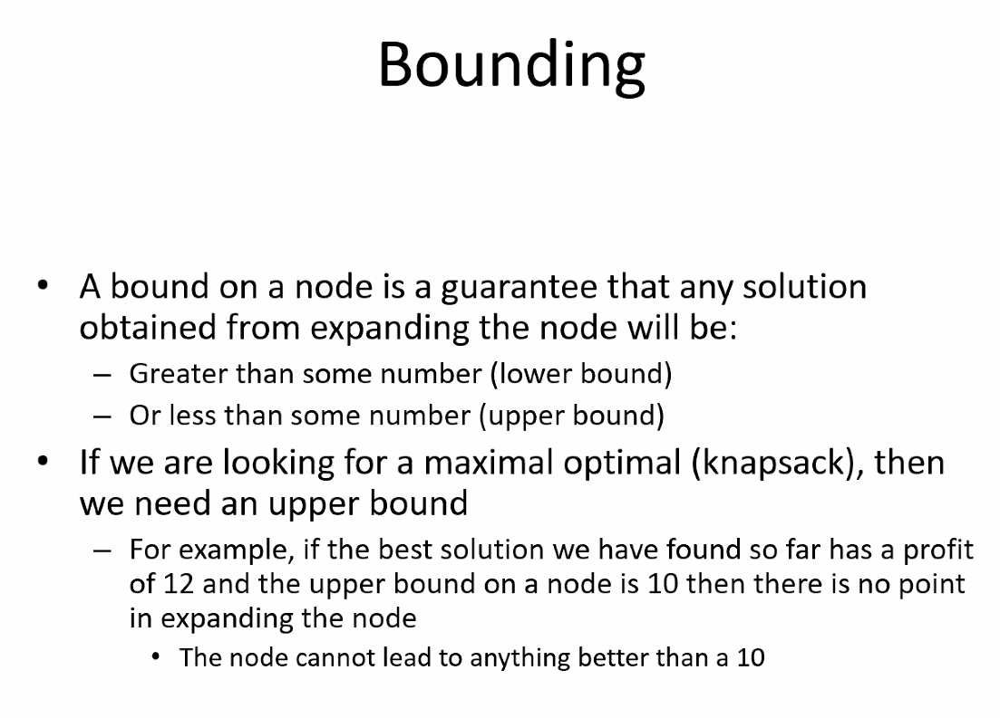 Bounding
• A bound on a node is a guarantee that any solution
obtained from expanding the node will be:
– Greater than some number (lower bound)
– Or less than some number (upper bound)
• If we are looking for a maximal optimal (knapsack), then
we need an upper bound
– For example, if the best solution we have found so far has a profit
of 12 and the upper bound on a node is 10 then there is no point
in expanding the node
• The node cannot lead to anything better than a 10